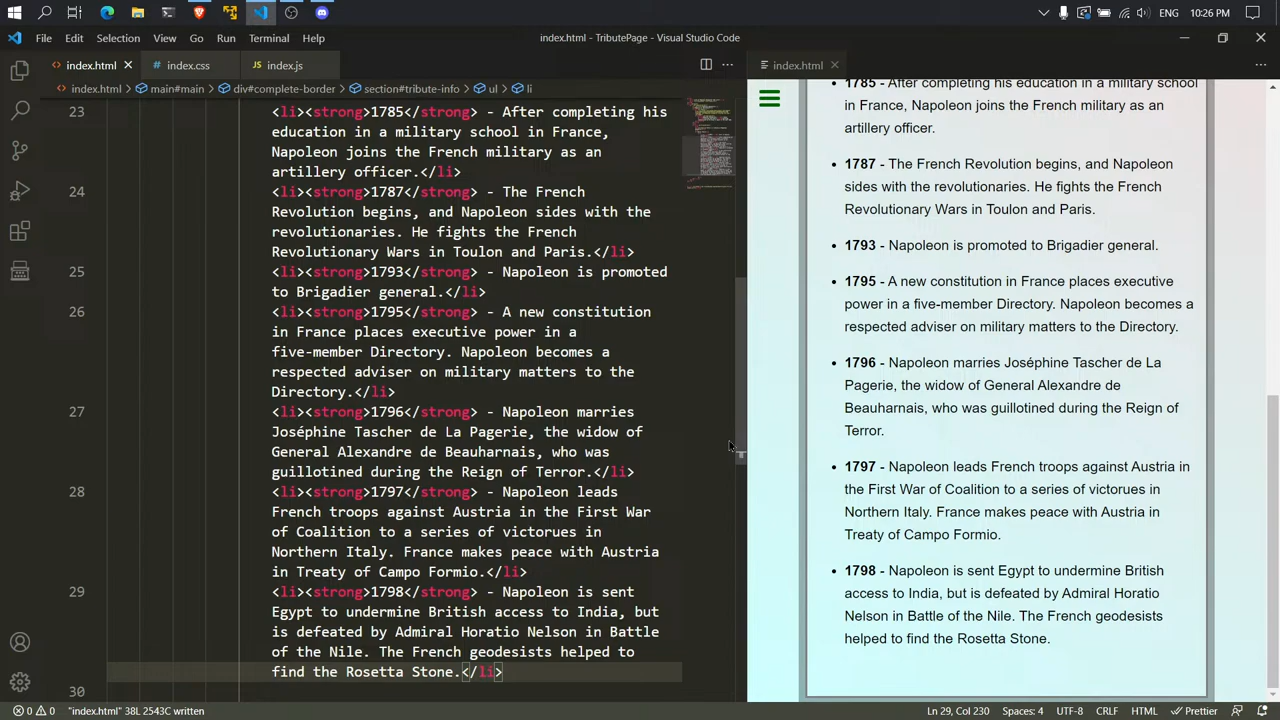 ENG 10:26 PM
File Edit Selection View Go Run Terminal Help
index.html - TributePage - Visual Studio Code
index.html
index.css
JS index.js
index.html > main#main > div#complete-border > section#tribute-info > ul > li
23 <li><strong>1785</strong> - After completing his
education in a military school in France,
Napoleon joins the French military as an
artillery officer.</li>
24 <li><strong>1787</strong> - The French
Revolution begins, and Napoleon sides with the
revolutionaries. He fights the French
Revolutionary Wars in Toulon and Paris.</li>
25 <li><strong>1793</strong> - Napoleon is promoted
to Brigadier general.</li>
26 <li><strong>1795</strong> - A new constitution
in France places executive power in a
five-member Directory. Napoleon becomes a
respected adviser on military matters to the
Directory.</li>
27 <li><strong>1796</strong> - Napoleon marries
Joséphine Tascher de La Pagerie, the widow of
General Alexandre de Beauharnais, who was
guillotined during the Reign of Terror.</li>
28 <li><strong>1797</strong> - Napoleon leads
French troops against Austria in the First War
of Coalition to a series of victorues in
Northern Italy. France makes peace with Austria
in Treaty of Campo Formio.</li>
29 <li><strong>1798</strong> - Napoleon is sent
Egypt to undermine British access to India, but
is defeated by Admiral Horatio Nelson in Battle
of the Nile. The French geodesists helped to
find the Rosetta Stone.</li>
30
index.html
1785 - After completing his education in a military school
in France, Napoleon joins the French military as an
artillery officer.
1787 - The French Revolution begins, and Napoleon
sides with the revolutionaries. He fights the French
Revolutionary Wars in Toulon and Paris.
1793 - Napoleon is promoted to Brigadier general.
1795 - A new constitution in France places executive
power in a five-member Directory. Napoleon becomes a
respected adviser on military matters to the Directory.
1796 - Napoleon marries Joséphine Tascher de La
Pagerie, the widow of General Alexandre de
Beauharnais, who was guillotined during the Reign of
Terror.
1797 - Napoleon leads French troops against Austria in
the First War of Coalition to a series of victorues in
Northern Italy. France makes peace with Austria in
Treaty of Campo Formio.
1798 - Napoleon is sent Egypt to undermine British
access to India, but is defeated by Admiral Horatio
Nelson in Battle of the Nile. The French geodesists
helped to find the Rosetta Stone.
0 0 "index.html" 38L 2543C written
Ln 29, Col 230 Spaces: 4 UTF-8 CRLF HTML Prettier